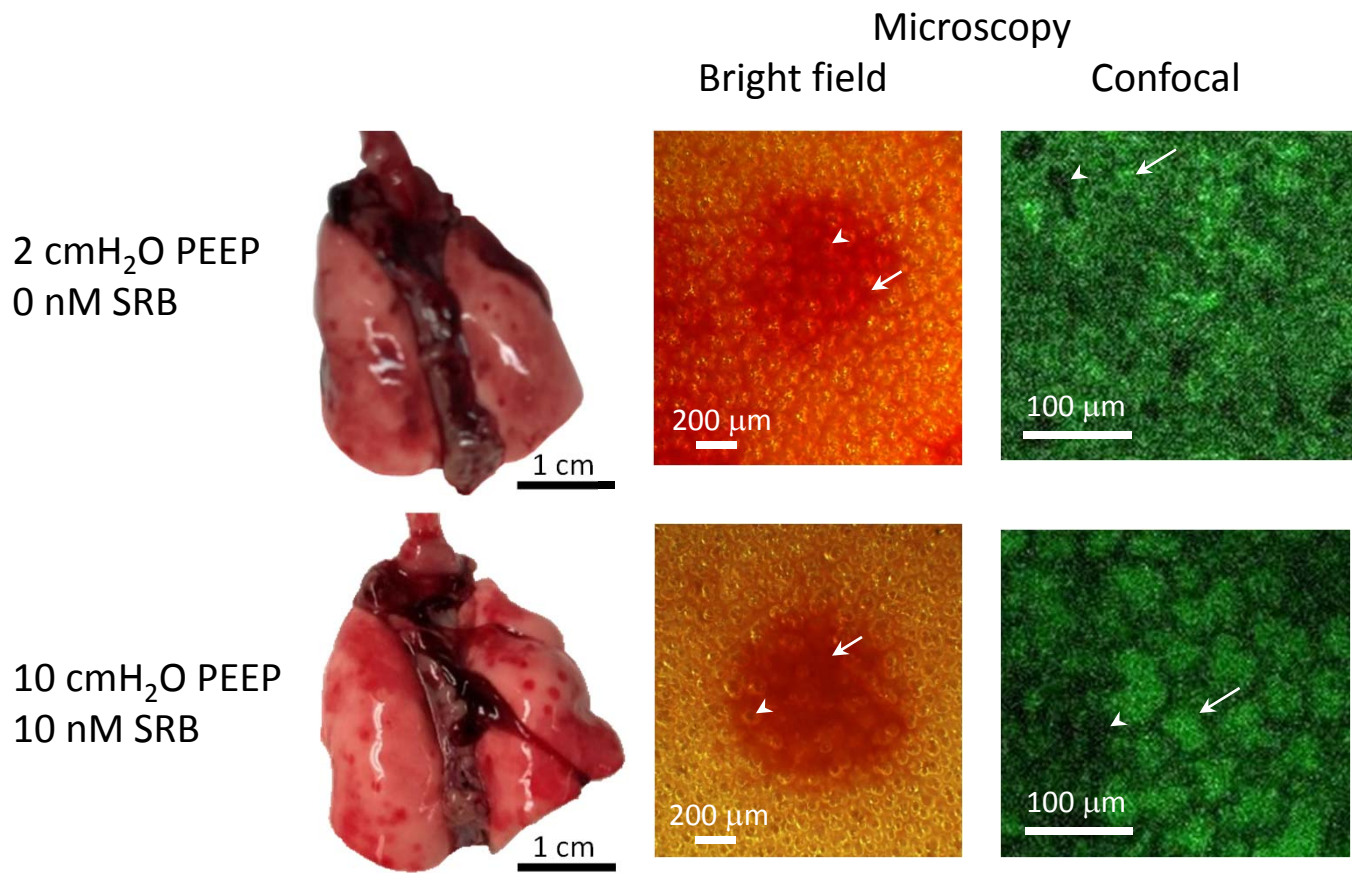 Microscopy
Bright field
Confocal
2 cmH₂O PEEP
0 nM SRB
1 cm
200 μm
100 μm
10 cmH₂O PEEP
10 nM SRB
1 cm
200 μm
100 μm